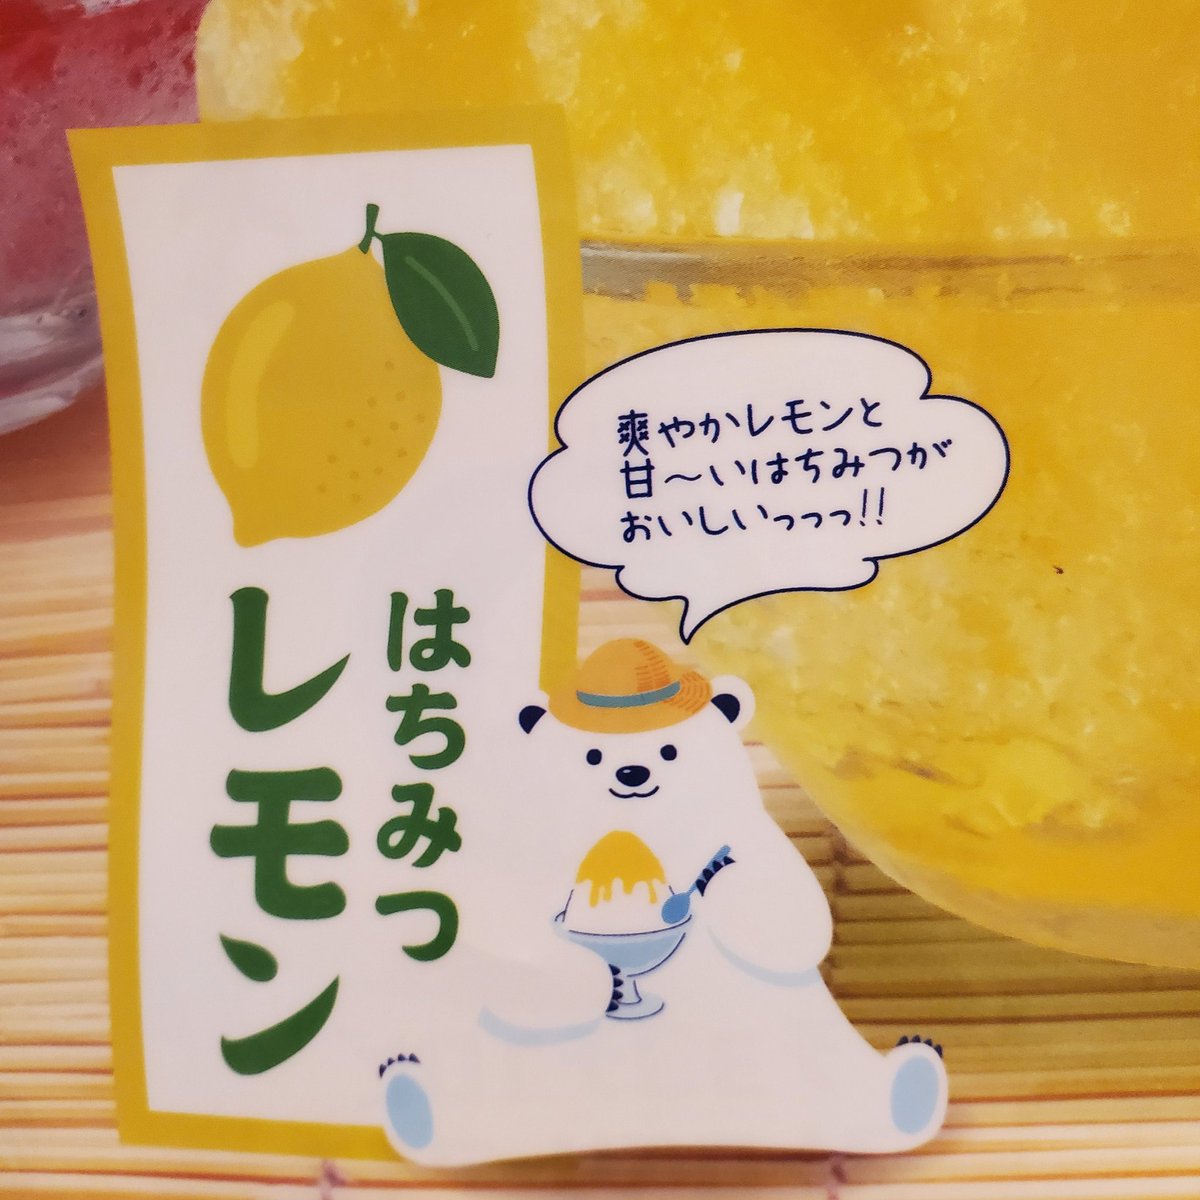 はちみつ
レモン
爽やかレモンと
甘〜いはちみつが
おいしいっっっ!!